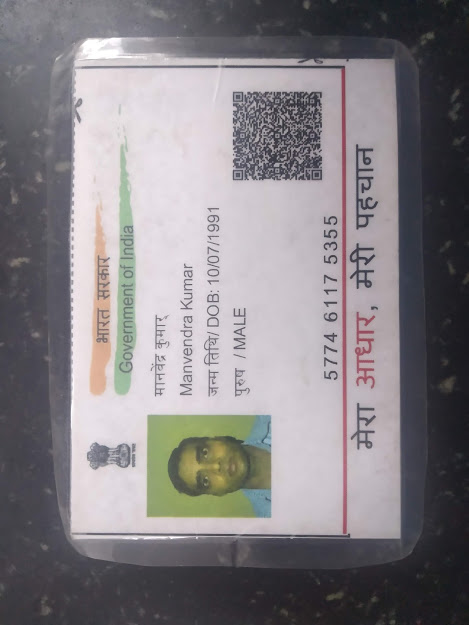 भारत सरकार
Government of India
मानवेंद्र कुमार
Manvendra Kumar
जन्म तिथि/ DOB: 10/07/1991
पुरुष / MALE
5774 6117 5355
मेरा आधार, मेरी पहचान